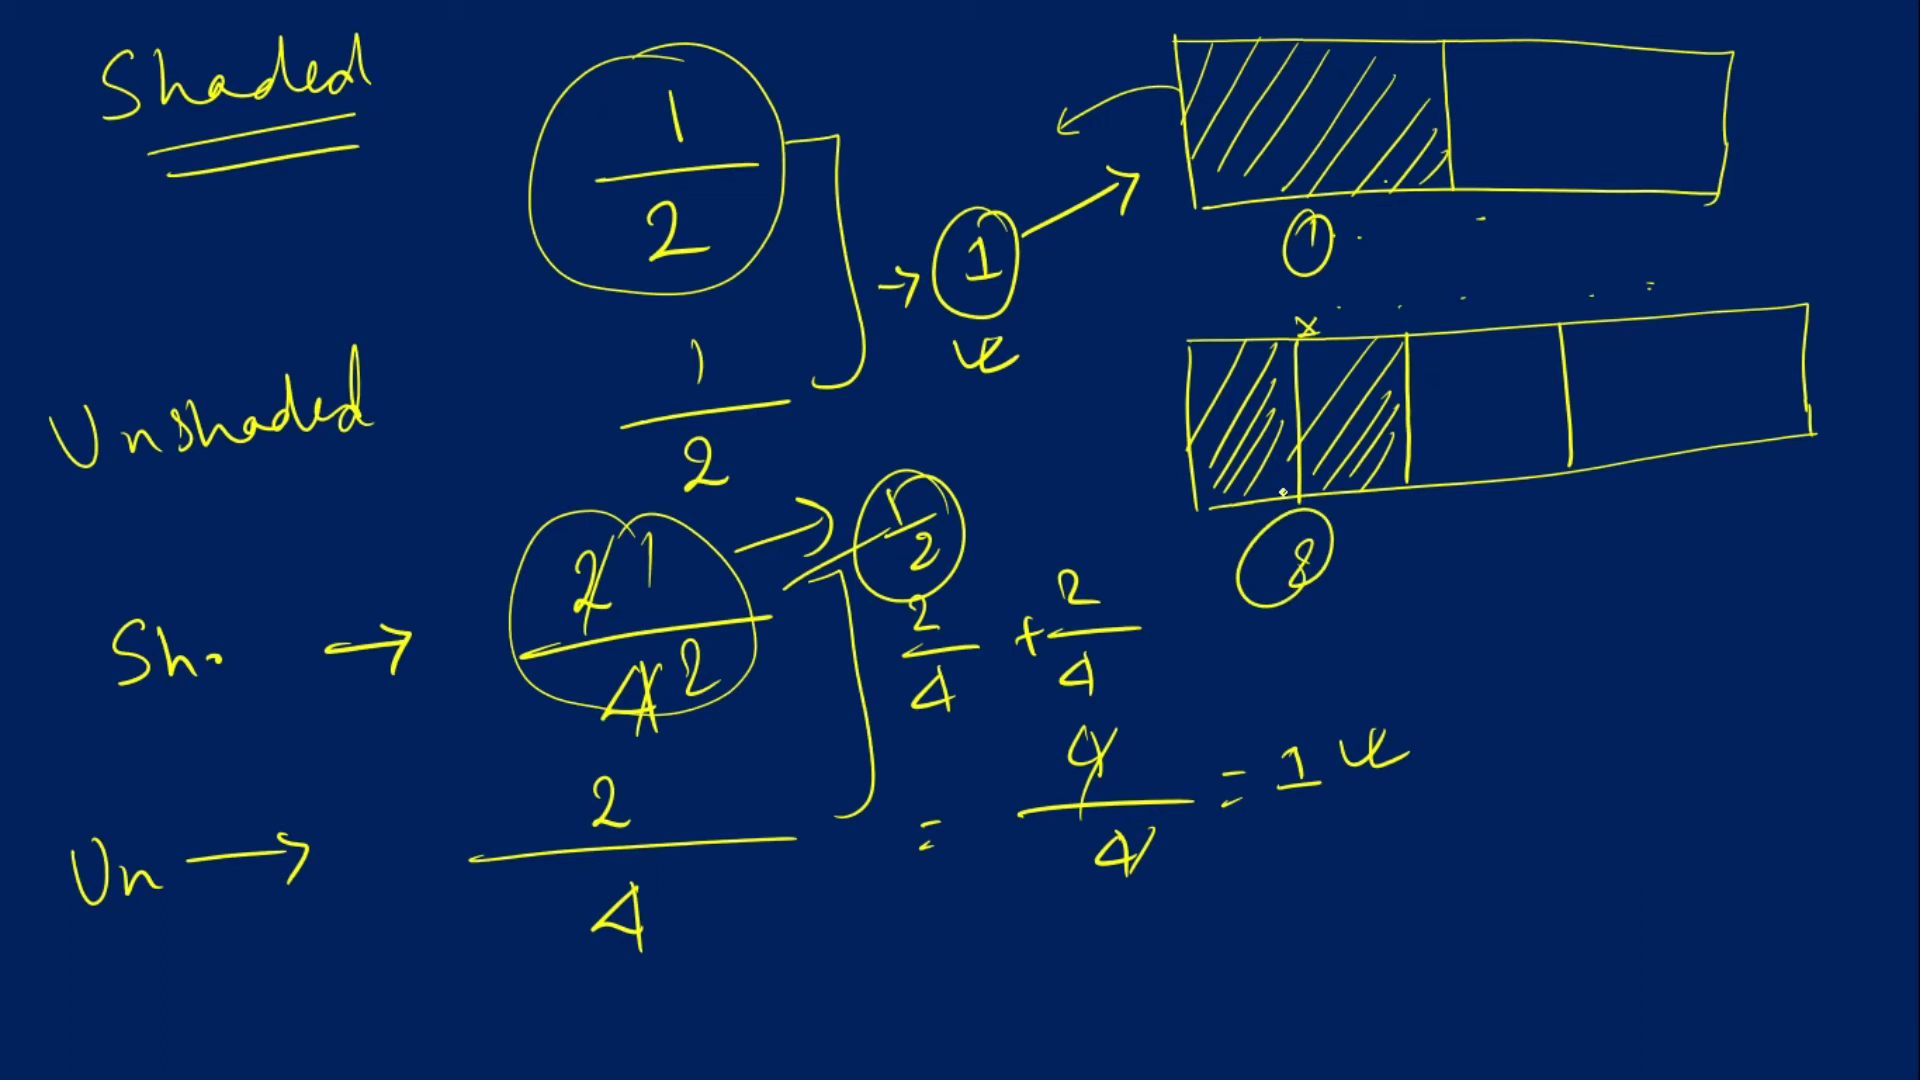 Shaded
1/2
1
1
Unshaded
1/2
x
2
Sh. → 2/4 1/2 → 1/2
2/4 + 2/4
Un → 2/4
= 4/4 = 1